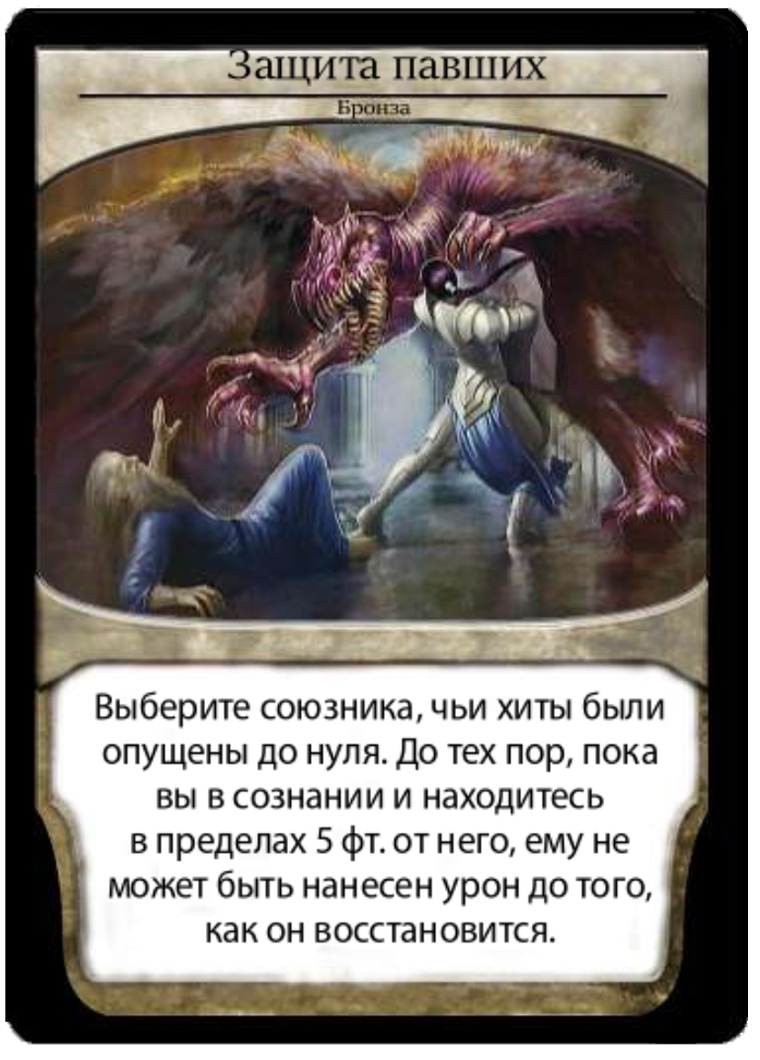 Защита павших
Бронза
Выберите союзника, чьи хиты были
опущены до нуля. До тех пор, пока
вы в сознании и находитесь
в пределах 5 фт. от него, ему не
может быть нанесен урон до того,
как он восстановится.